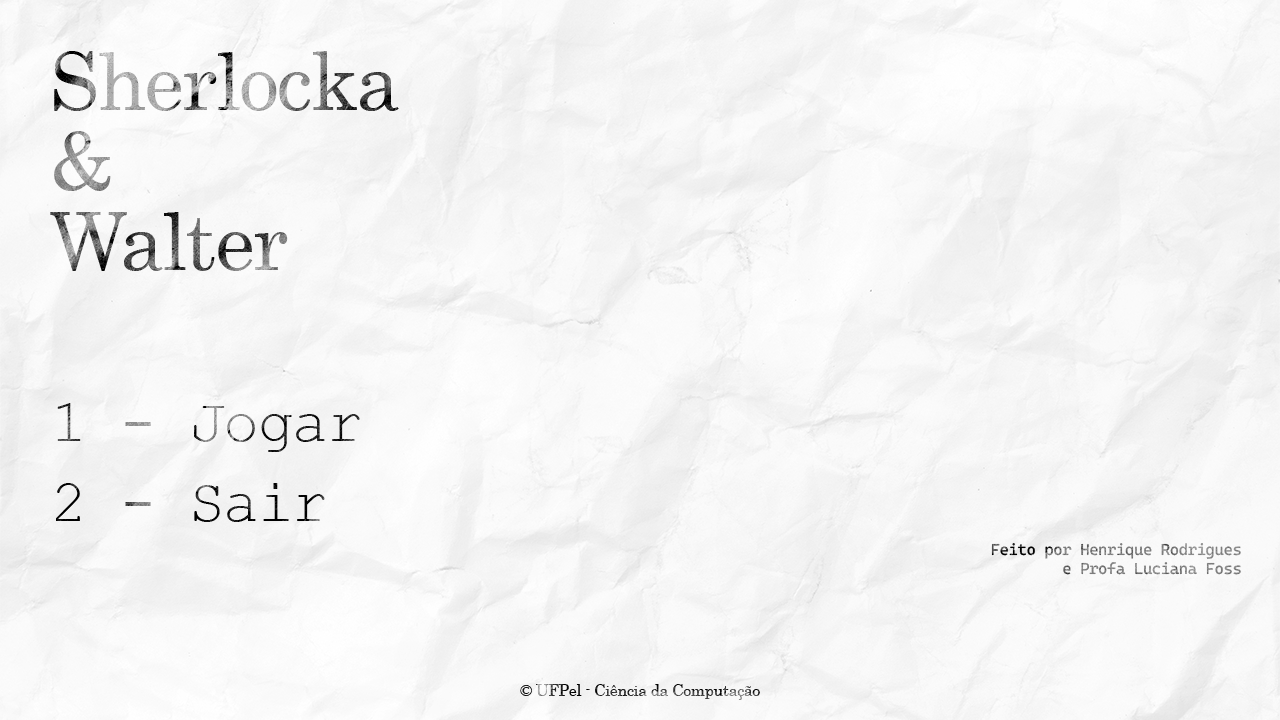 Sherlocka
&
Walter
1 - Jogar
2 - Sair
Feito por Henrique Rodrigues
e Profa Luciana Foss
© UFPel - Ciência da Computação